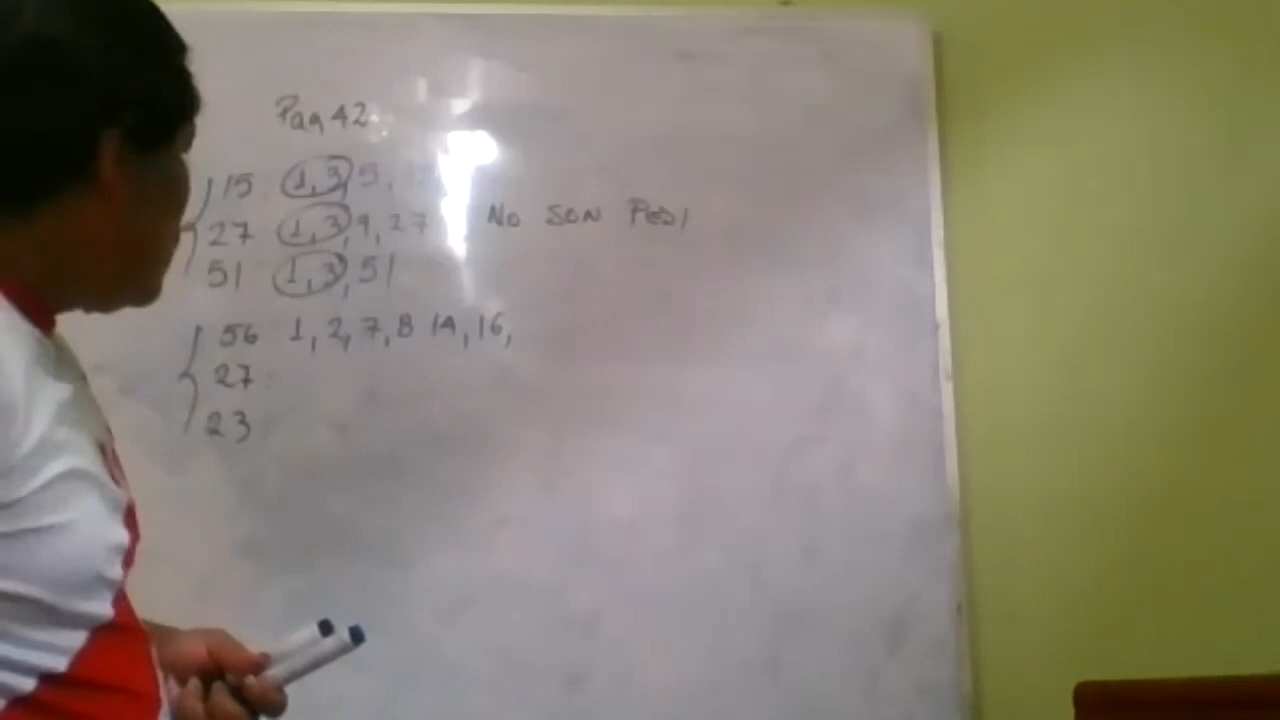 Pag 42
15 1, 3, 5,
27 1, 3, 9, 27 No SON PESI
51 1, 3, 51
56 1, 2, 7, 8 14, 16,
27
23